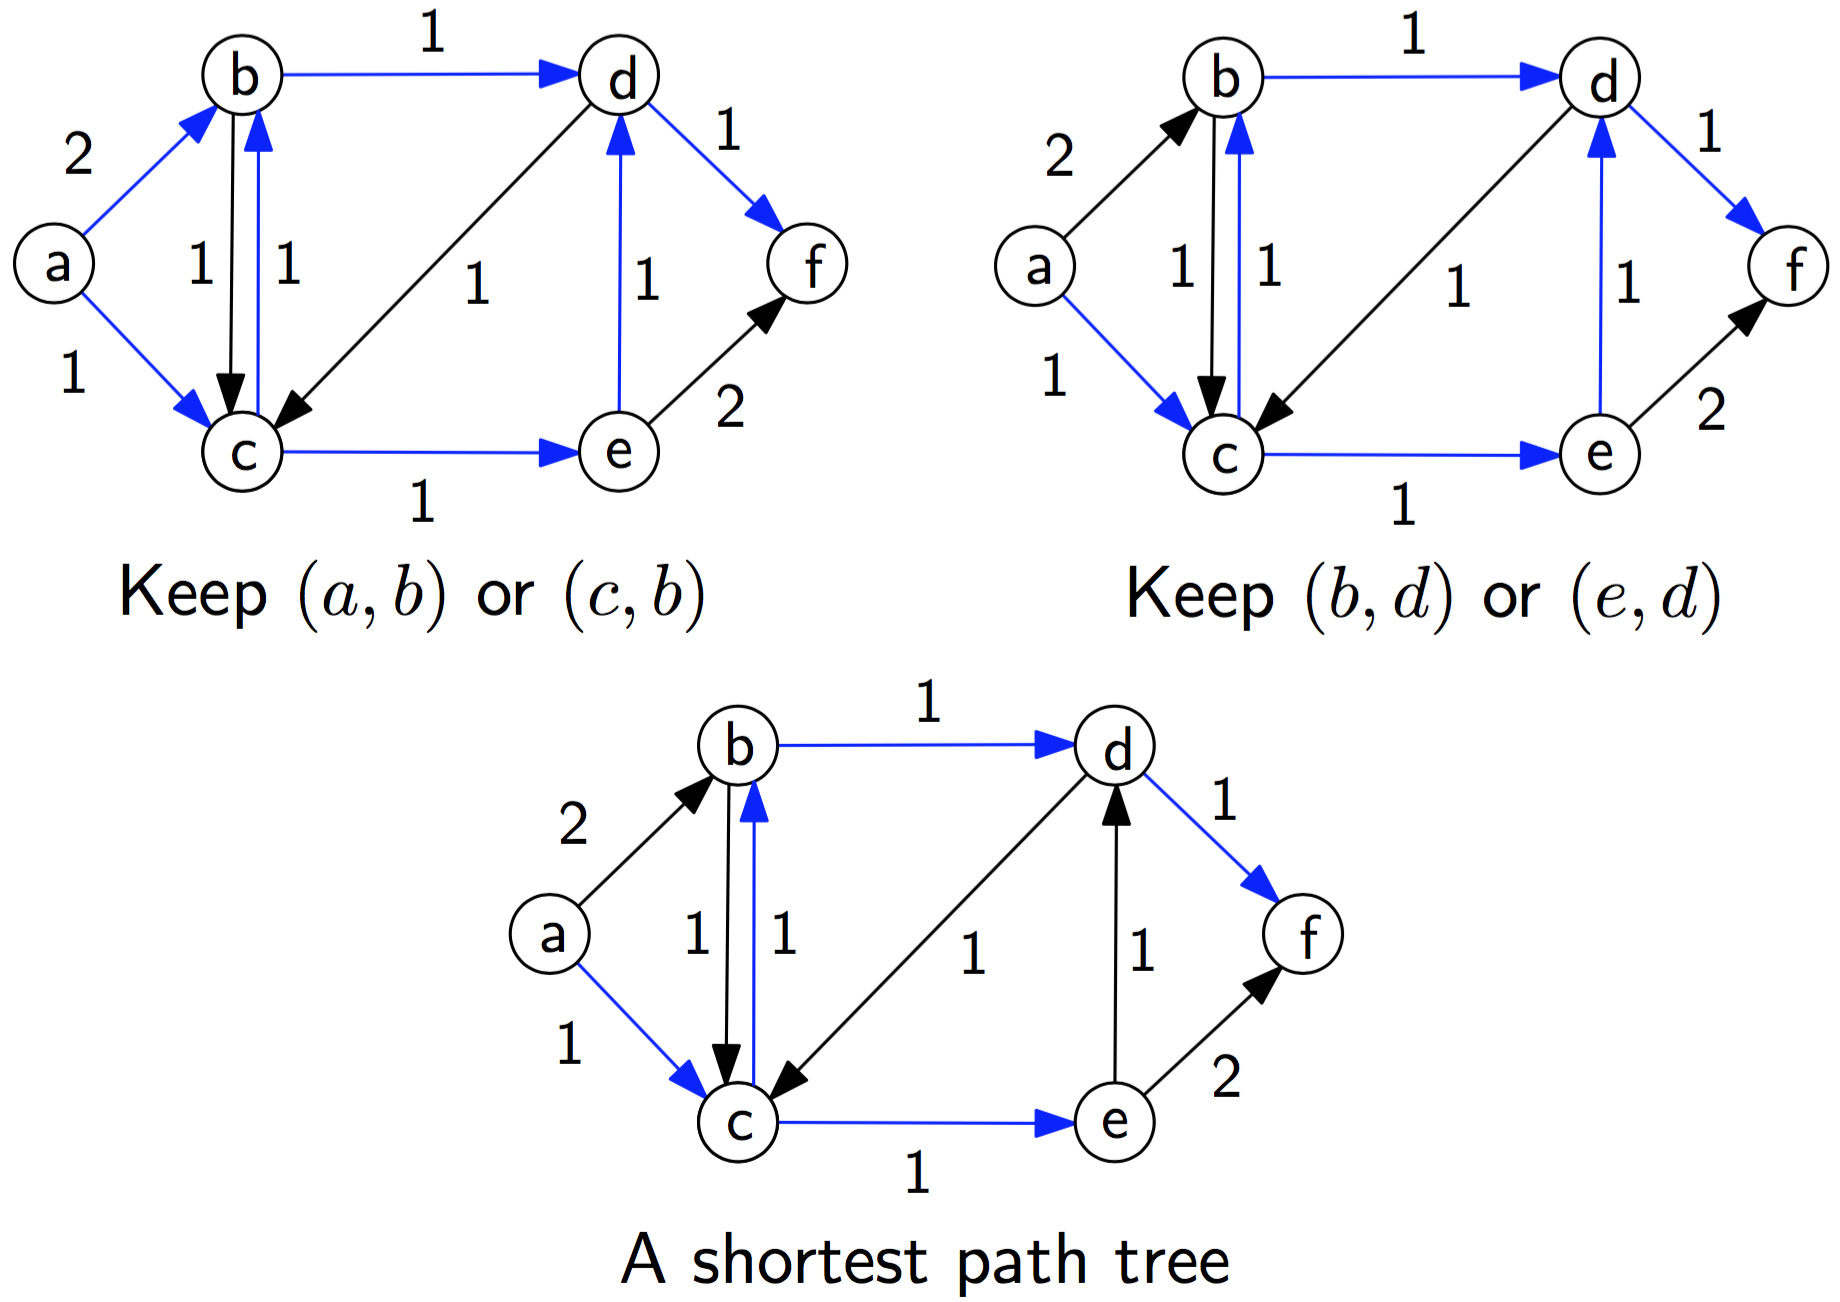 1 1
b d b d
2 1 2 1
a 1 1 1 1 f a 1 1 1 1 f
1 2 1 2
c e c e
1 1
Keep (a, b) or (c, b) Keep (b, d) or (e, d)
1
b d
2 1
a 1 1 1 1 f
1 2
c e
1
A shortest path tree